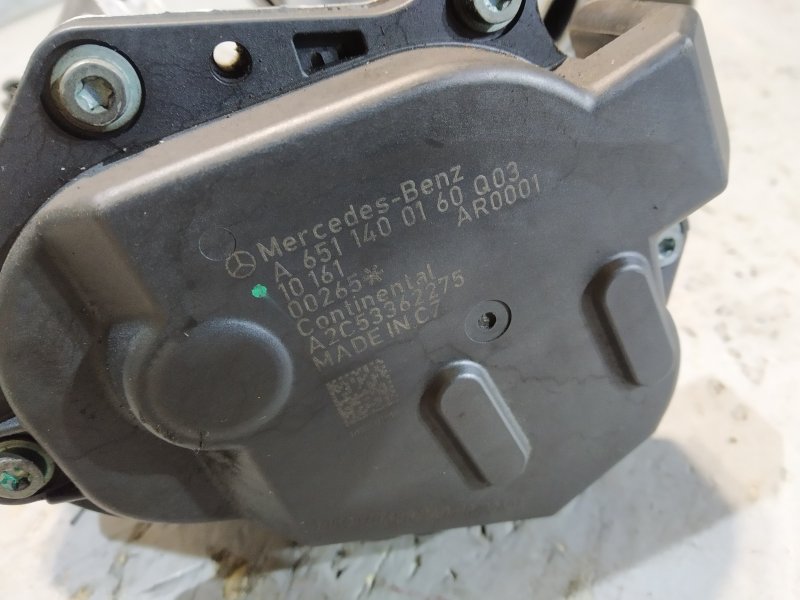 Mercedes-Benz
A 651 140 01 60 Q03
10 161 AR0001
00265*
Continental
A2C53362275
MADE IN CZ